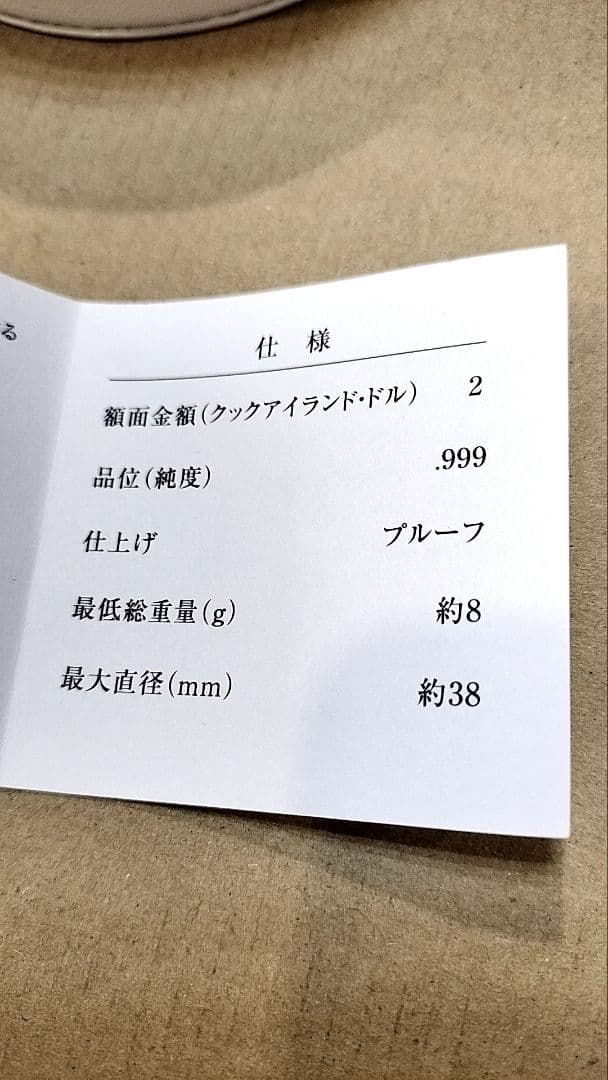 る
仕 様
額面金額(クックアイランド・ドル) 2
品位(純度) .999
仕上げ プルーフ
最低総重量(g) 約8
最大直径(mm) 約38